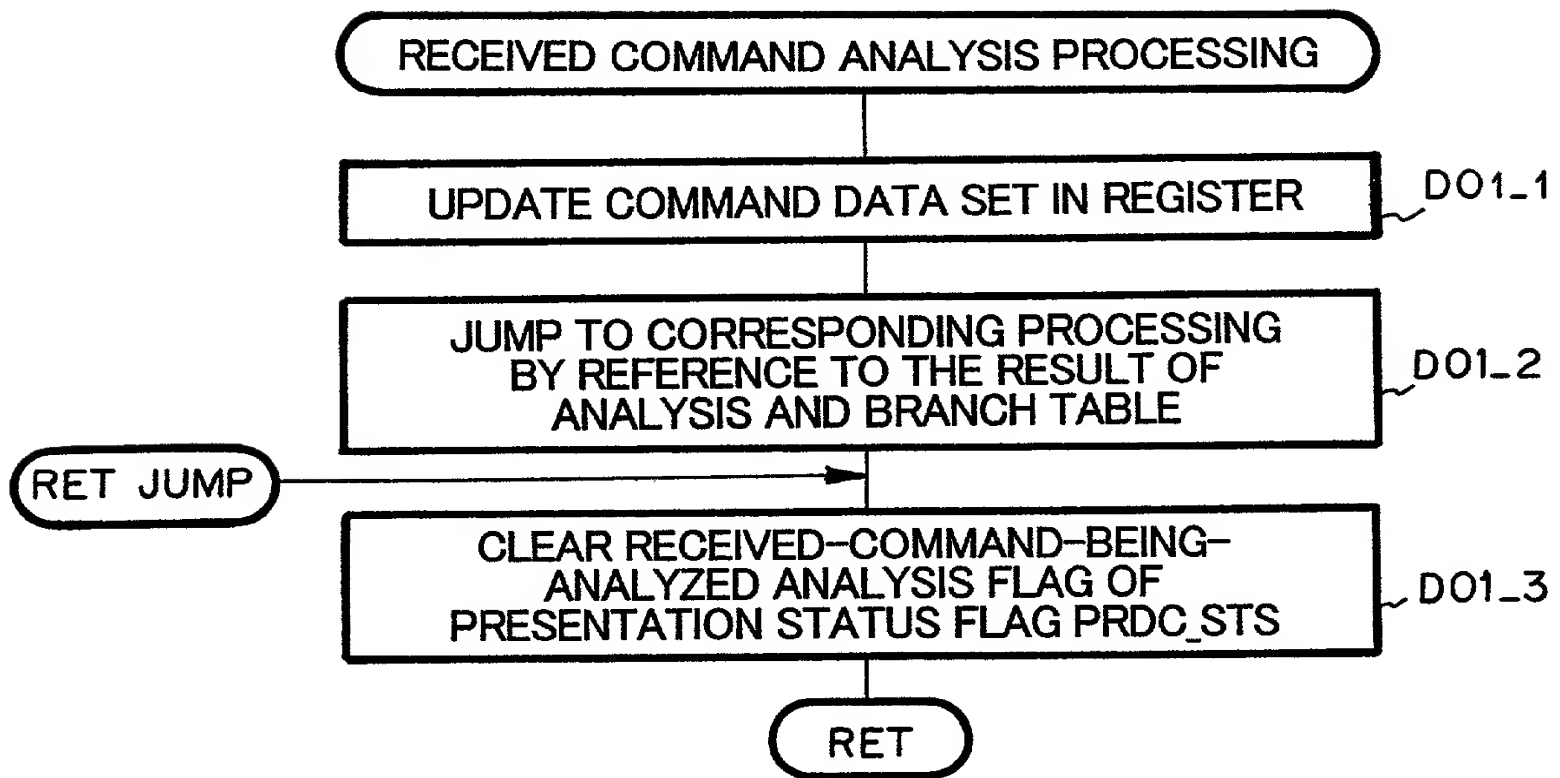 RECEIVED COMMAND ANALYSIS PROCESSING
UPDATE COMMAND DATA SET IN REGISTER
D01_1
JUMP TO CORRESPONDING PROCESSING
BY REFERENCE TO THE RESULT OF
ANALYSIS AND BRANCH TABLE
D01_2
RET JUMP
CLEAR RECEIVED-COMMAND-BEING-
ANALYZED ANALYSIS FLAG OF
PRESENTATION STATUS FLAG PRDC_STS
D01_3
RET